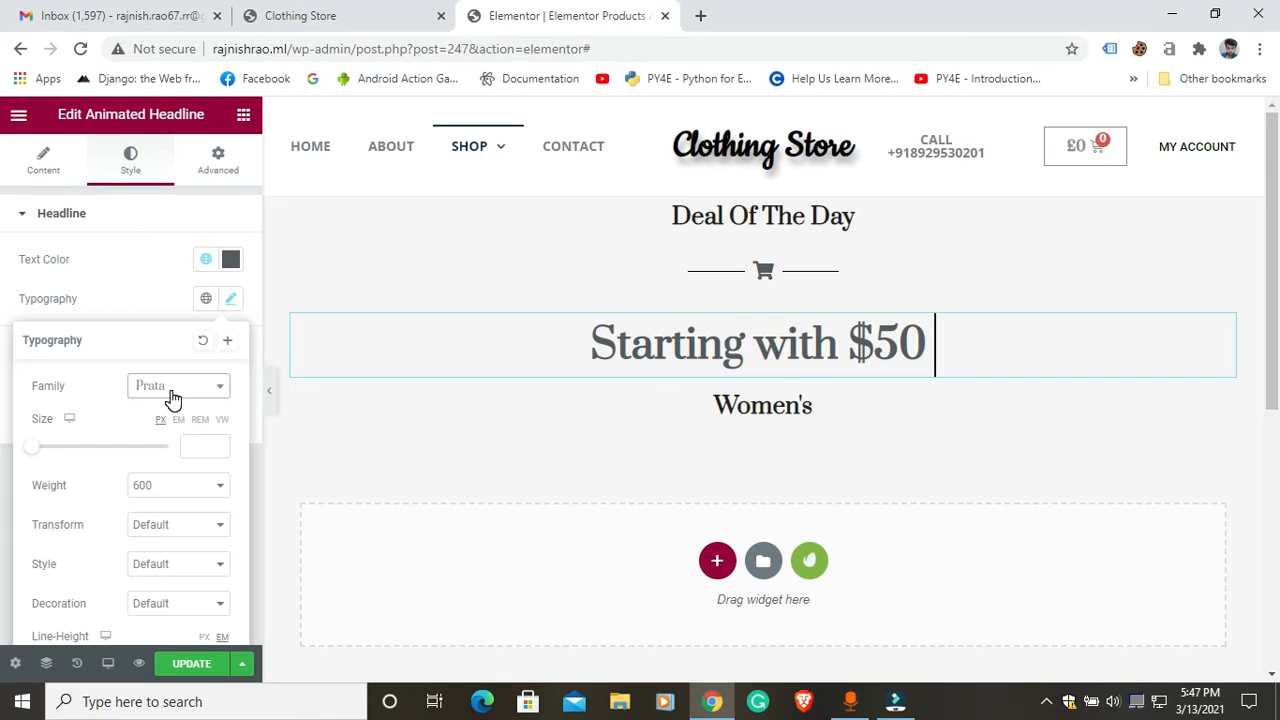 Inbox (1,597) - rajnish.rao67.rr@g
Clothing Store
Elementor | Elementor Products
Not secure
rajnishrao.ml/wp-admin/post.php?post=247&action=elementor#
Apps
Django: the Web fr...
Facebook
Android Action Ga...
Documentation
PY4E - Python for E...
Help Us Learn More...
PY4E - Introduction...
Other bookmarks
Edit Animated Headline
Content
Style
Advanced
Headline
Text Color
Typography
Typography
Family
Prata
Size
PX
EM
REM
VW
Weight
600
Transform
Default
Style
Default
Decoration
Default
Line-Height
PX
EM
UPDATE
HOME
ABOUT
SHOP
CONTACT
Clothing Store
CALL
+918929530201
£0
0
MY ACCOUNT
Deal Of The Day
Starting with $50
Women's
Drag widget here
Type here to search
5:47 PM
3/13/2021